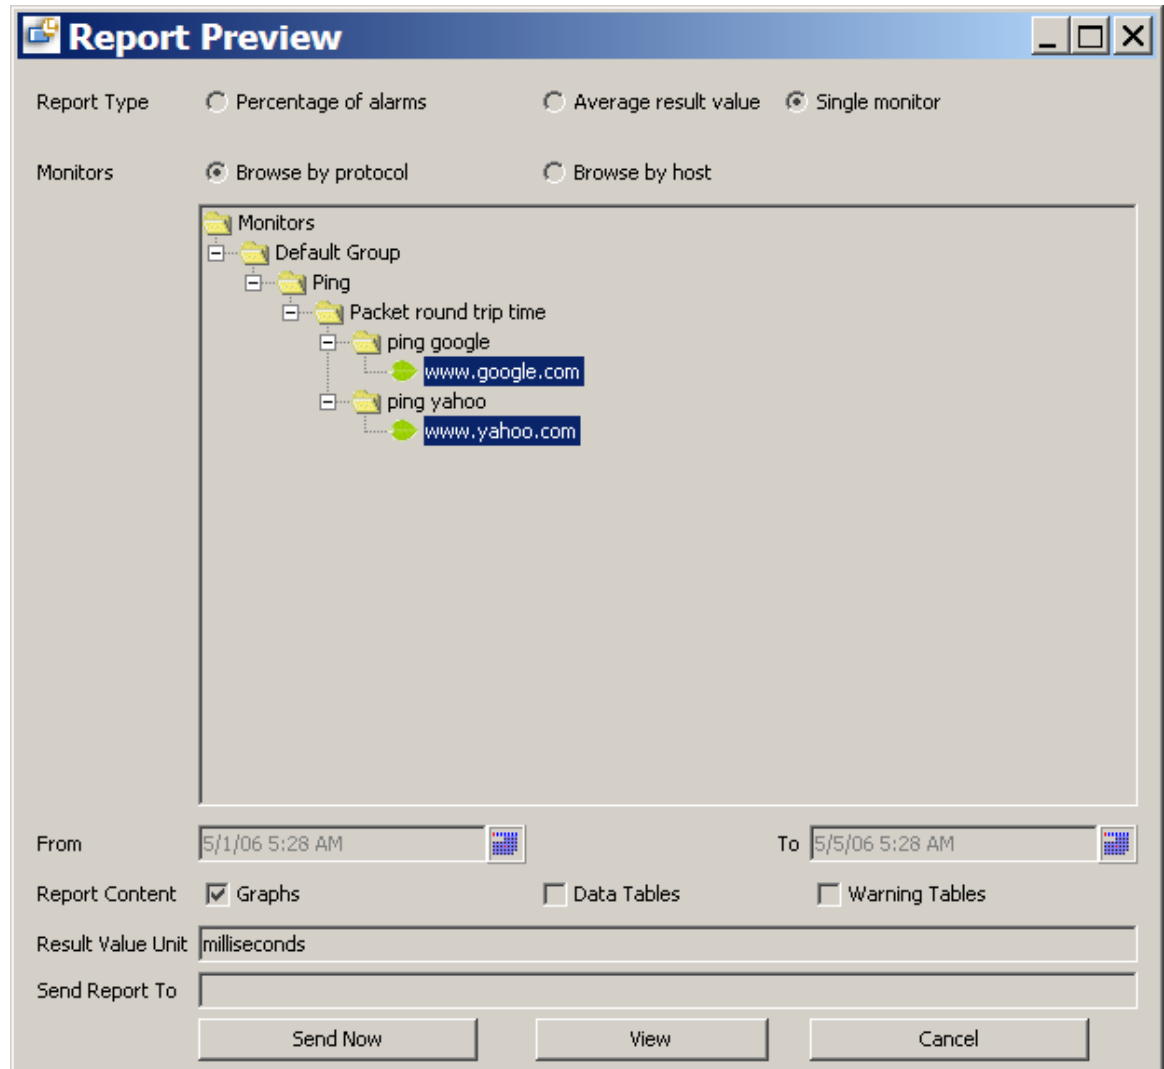 Report Preview
Report Type Percentage of alarms Average result value Single monitor
Monitors Browse by protocol Browse by host
Monitors
Default Group
Ping
Packet round trip time
ping google
www.google.com
ping yahoo
www.yahoo.com
From 5/1/06 5:28 AM To 5/5/06 5:28 AM
Report Content Graphs Data Tables Warning Tables
Result Value Unit milliseconds
Send Report To
Send Now View Cancel